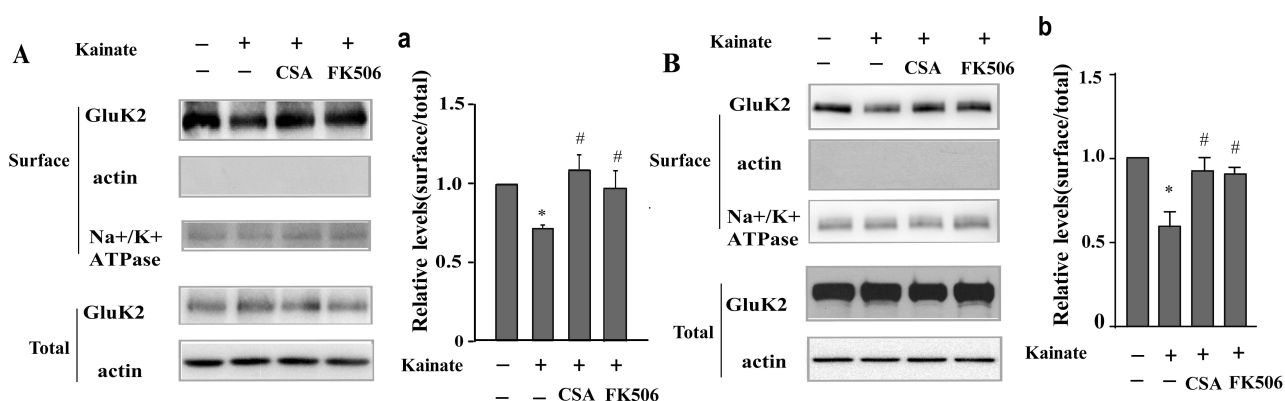 A
Kainate – + + +
– – CSA FK506
Surface
GluK2
actin
Na+/K+
ATPase
Total
GluK2
actin
a
Relative levels(surface/total)
1.5
1.0
0.5
0
*
#
#
Kainate – + + +
– – CSA FK506
B
Kainate – + + +
– – CSA FK506
Surface
GluK2
actin
Na+/K+
ATPase
Total
GluK2
actin
b
Relative levels(surface/total)
1.5
1.0
0.5
0
*
#
#
Kainate – + + +
– – CSA FK506